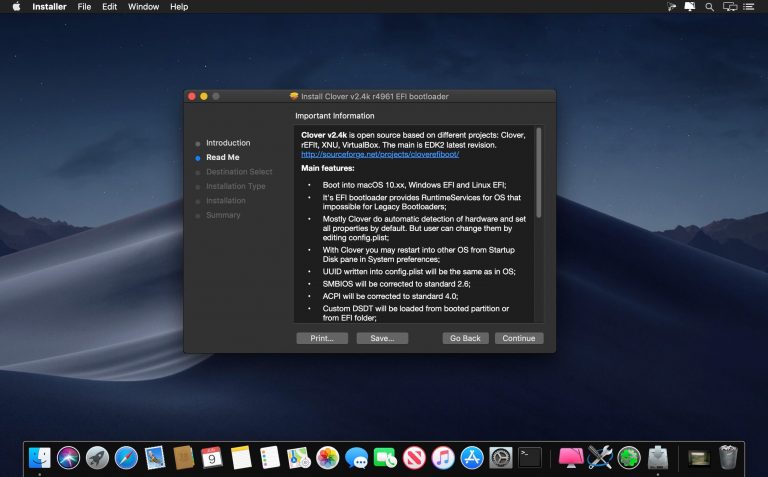 Installer File Edit Window Help
Install Clover v2.4k r4961 EFI bootloader
Important Information
Introduction
Read Me
Destination Select
Installation Type
Installation
Summary
Clover v2.4k is open source based on different projects: Clover,
rEFIt, XNU, VirtualBox. The main is EDK2 latest revision.
http://sourceforge.net/projects/cloverefiboot/
Main features:
• Boot into macOS 10.xx, Windows EFI and Linux EFI;
• It's EFI bootloader provides RuntimeServices for OS that
impossible for Legacy Bootloaders;
• Mostly Clover do automatic detection of hardware and set
all properties by default. But user can change them by
editing config.plist;
• With Clover you may restart into other OS from Startup
Disk pane in System preferences;
• UUID written into config.plist will be the same as in OS;
• SMBIOS will be corrected to standard 2.6;
• ACPI will be corrected to standard 4.0;
• Custom DSDT will be loaded from booted partition or
from EFI folder;
Print... Save... Go Back Continue
9